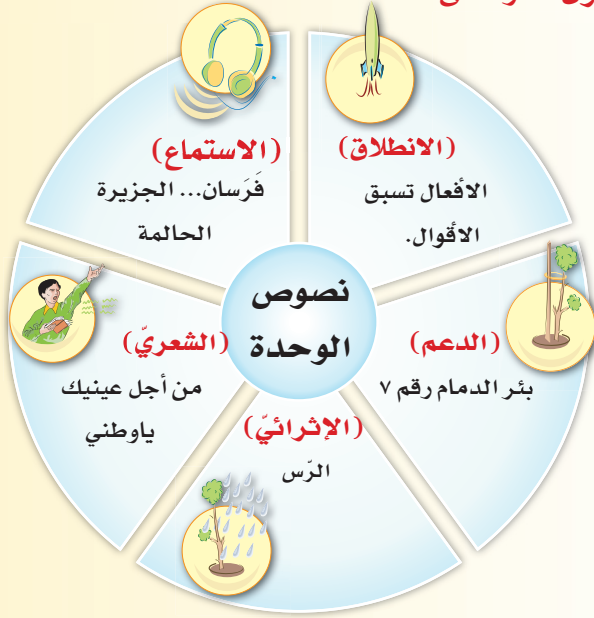 (الانطلاق)
الأفعال تسبق
الأقوال.
(الاستماع)
فَرَسان... الجزيرة
الحالمة
نصوص
الوحدة
(الدعم)
بئر الدمام رقم ٧
(الشعريّ)
من أجل عينيك
ياوطني
(الإثرائيّ)
الرّس